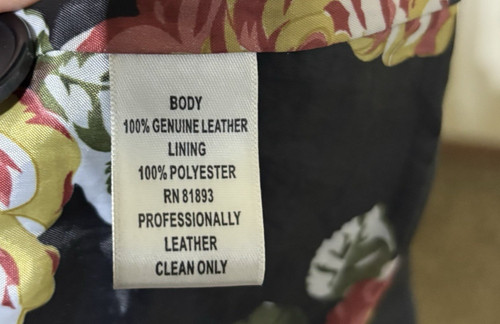 BODY
100% GENUINE LEATHER
LINING
100% POLYESTER
RN 81893
PROFESSIONALLY
LEATHER
CLEAN ONLY